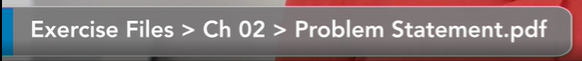 Exercise Files > Ch 02 > Problem Statement.pdf